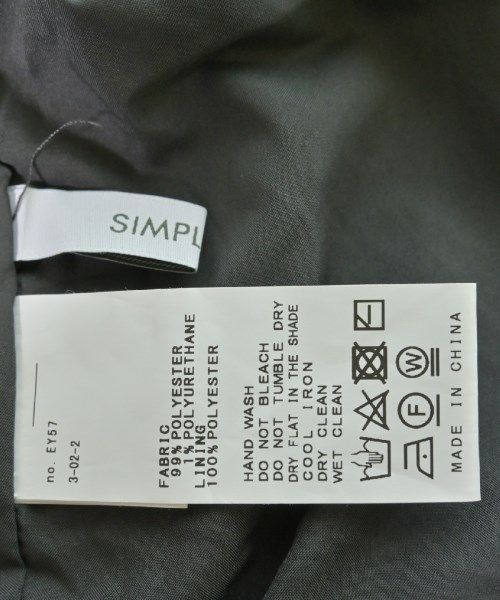 SIMPL
no. EY57
3-02-2
FABRIC
99% POLYESTER
1% POLYURETHANE
LINING
100% POLYESTER
HAND WASH
DO NOT BLEACH
DO NOT TUMBLE DRY
DRY FLAT IN THE SHADE
COOL IRON
DRY CLEAN
WET CLEAN
F
W
MADE IN CHINA